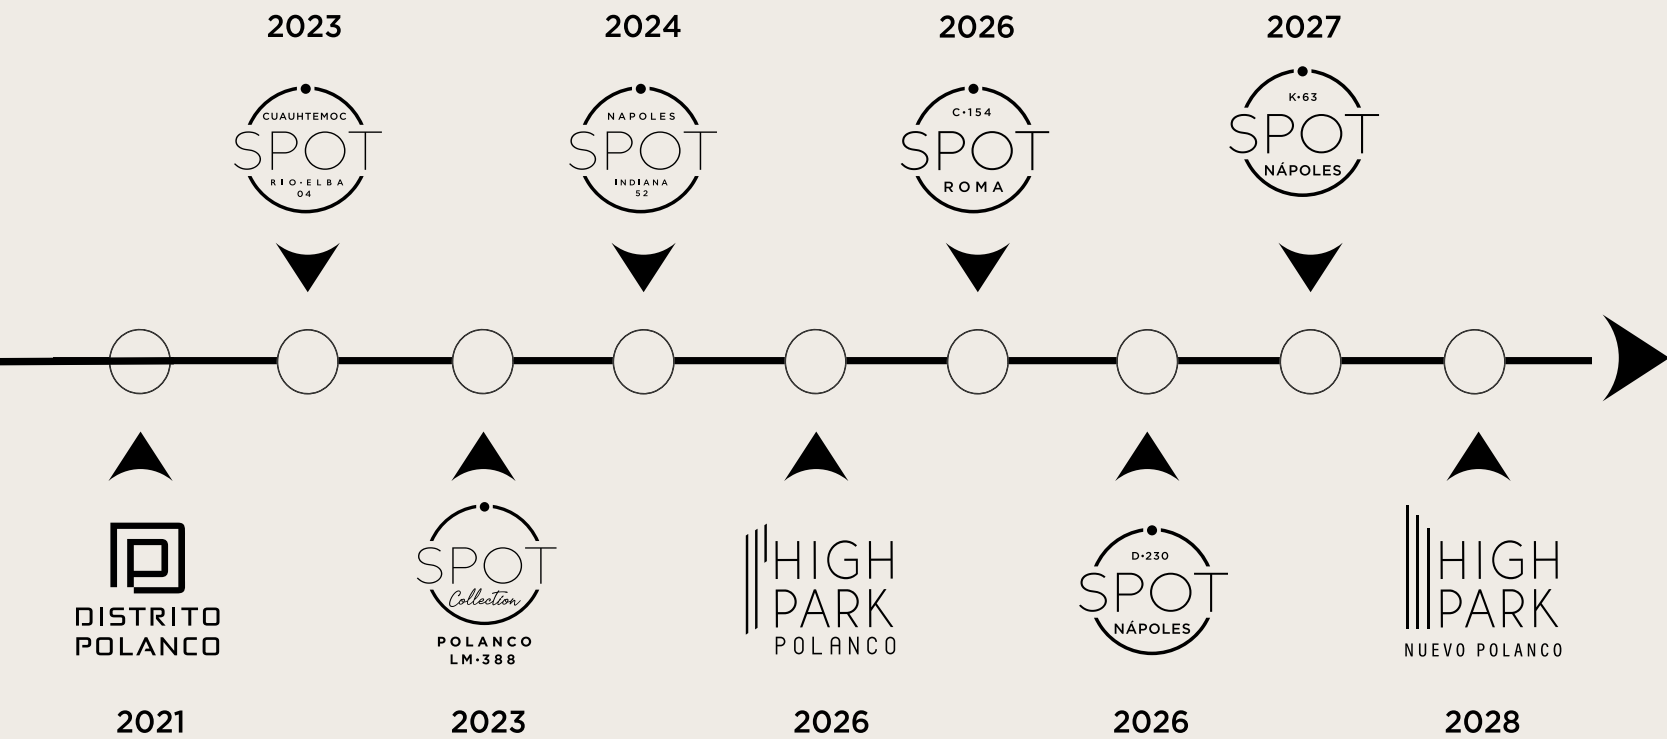 2023
2024
2026
2027
CUAUHTEMOC
SPOT
RIO·ELBA
04
NAPOLES
SPOT
INDIANA
52
C·154
SPOT
ROMA
K·63
SPOT
NÁPOLES
DISTRITO
POLANCO
SPOT
Collection
POLANCO
LM·388
HIGH
PARK
POLANCO
D·230
SPOT
NÁPOLES
HIGH
PARK
NUEVO POLANCO
2021
2023
2026
2026
2028